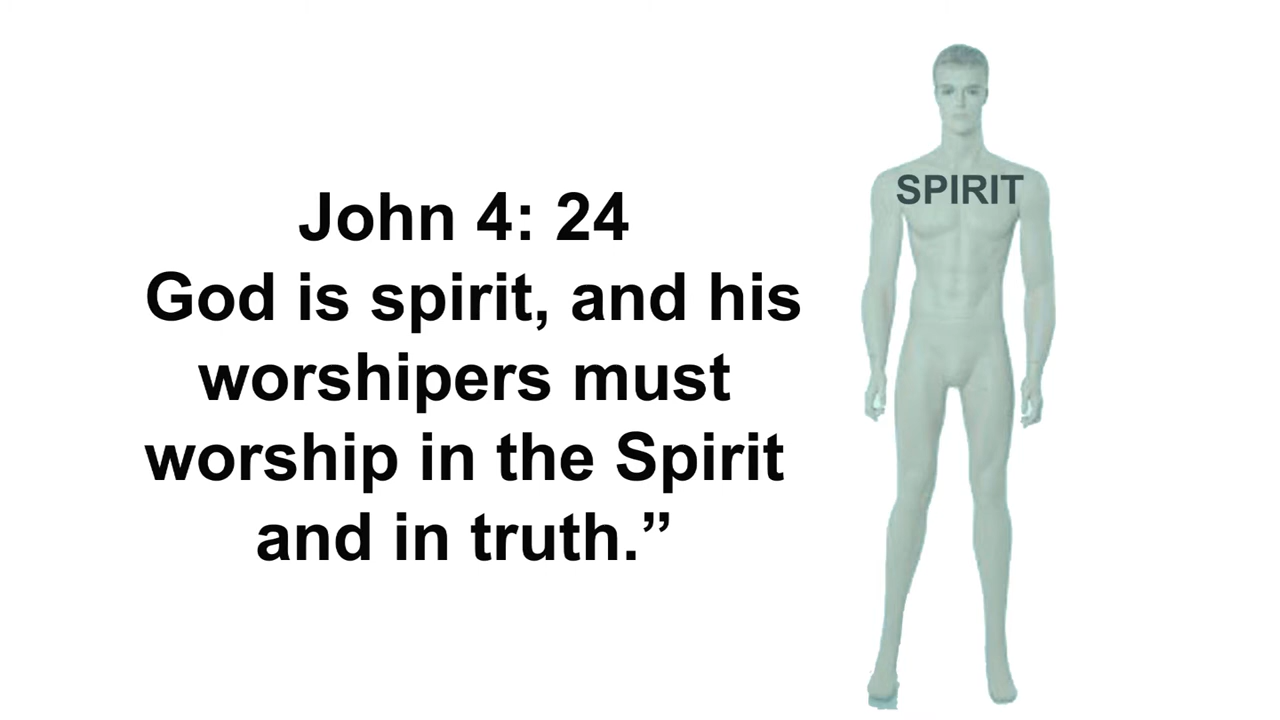 John 4: 24
God is spirit, and his
worshipers must
worship in the Spirit
and in truth.”
SPIRIT